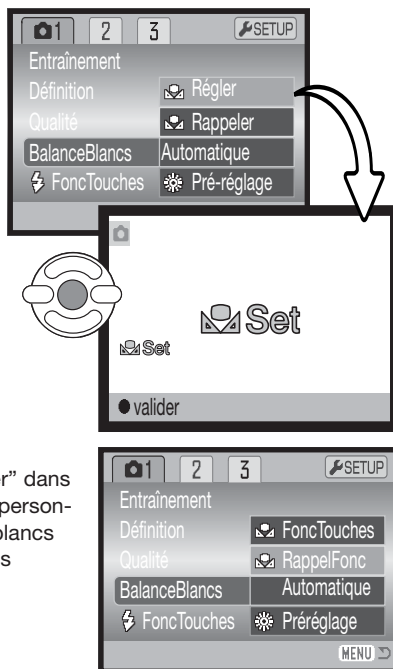 1 2 3 SETUP
Entraînement
Définition Régler
Qualité Rappeler
BalanceBlancs Automatique
FoncTouches Pré-réglage
Set
Set
valider
er” dans
person-
blancs
s
1 2 3 SETUP
Entraînement
Définition FoncTouches
Qualité RappelFonc
BalanceBlancs Automatique
FoncTouches Préréglage
MENU